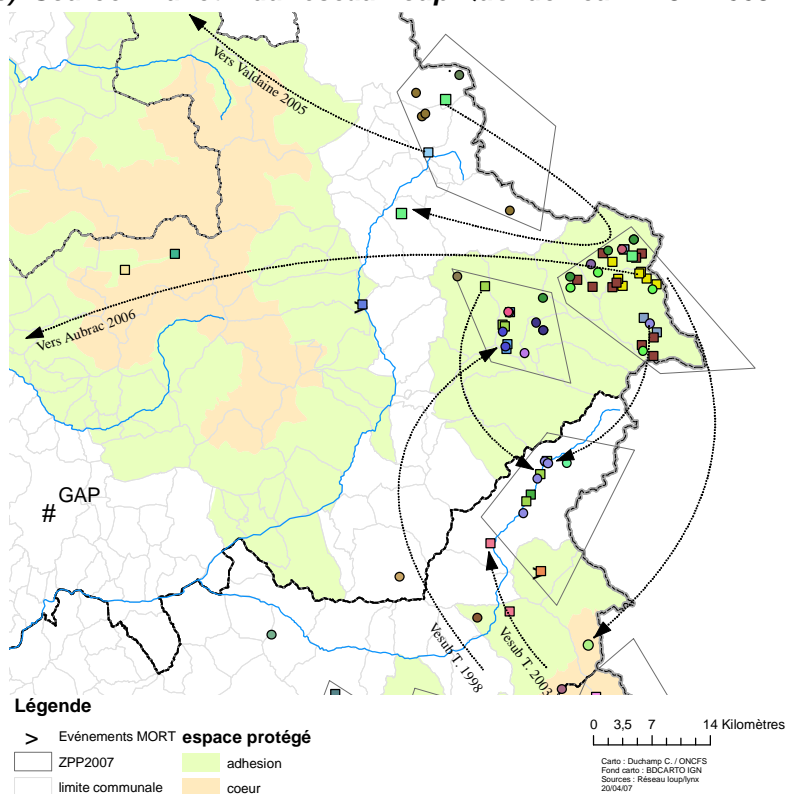 Vers Valdaine 2005
Vers Aubrac 2006
GAP
#
Vesub T. 1998
Vesub T. 2003
Légende
> Evénements MORT
ZPP2007
limite communale
espace protégé
adhesion
coeur
0 3,5 7 14 Kilomètres
Carto : Duchamp C. / ONCFS
Fond carto : BDCARTO IGN
Sources : Réseau loup/lynx
20/04/07